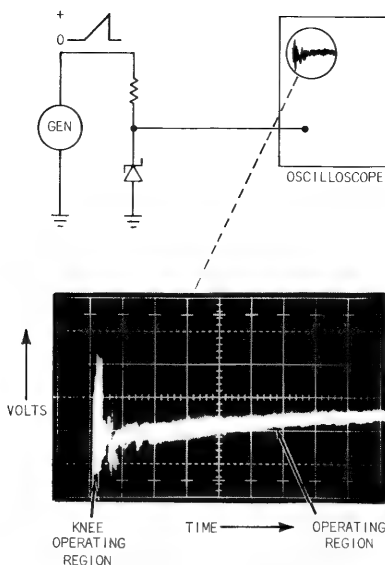 +
0
GEN
OSCILLOSCOPE
VOLTS
KNEE
OPERATING
REGION
TIME
OPERATING
REGION